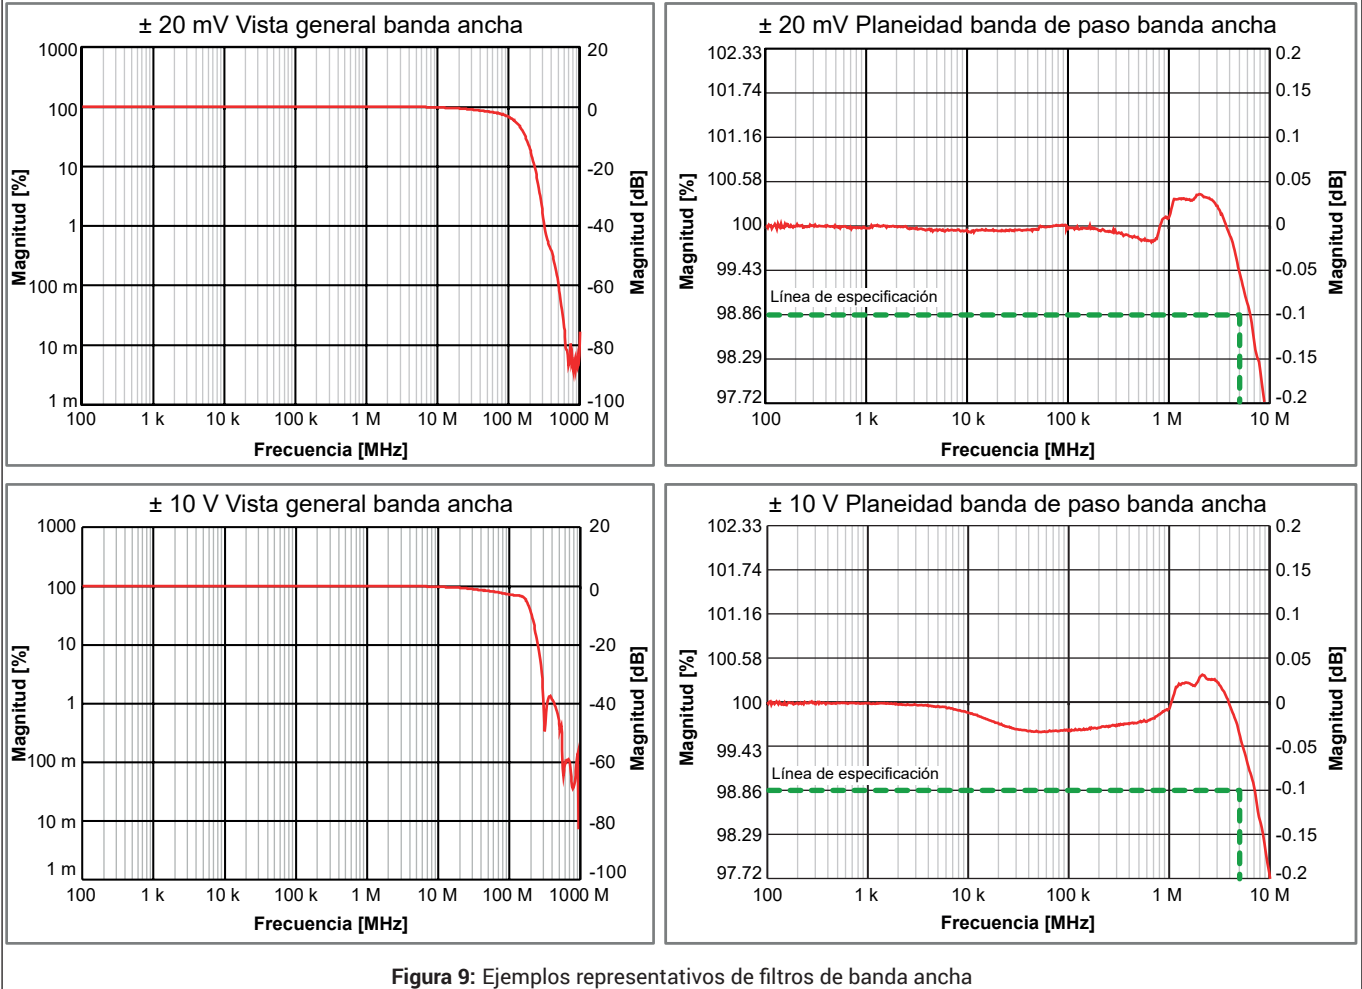 ± 20 mV Vista general banda ancha
1000
100
10
1
100 m
10 m
1 m
20
0
-20
-40
-60
-80
-100
Magnitud [%]
Magnitud [dB]
100 1 k 10 k 100 k 1 M 10 M 100 M 1000 M
Frecuencia [MHz]
± 20 mV Planeidad banda de paso banda ancha
102.33
101.74
101.16
100.58
100
99.43
98.86
98.29
97.72
0.2
0.15
0.1
0.05
0
-0.05
-0.1
-0.15
-0.2
Magnitud [%]
Magnitud [dB]
Línea de especificación
100 1 k 10 k 100 k 1 M 10 M
Frecuencia [MHz]
± 10 V Vista general banda ancha
1000
100
10
1
100 m
10 m
1 m
20
0
-20
-40
-60
-80
-100
Magnitud [%]
Magnitud [dB]
100 1 k 10 k 100 k 1 M 10 M 100 M 1000 M
Frecuencia [MHz]
± 10 V Planeidad banda de paso banda ancha
102.33
101.74
101.16
100.58
100
99.43
98.86
98.29
97.72
0.2
0.15
0.1
0.05
0
-0.05
-0.1
-0.15
-0.2
Magnitud [%]
Magnitud [dB]
Línea de especificación
100 1 k 10 k 100 k 1 M 10 M
Frecuencia [MHz]
Figura 9: Ejemplos representativos de filtros de banda ancha